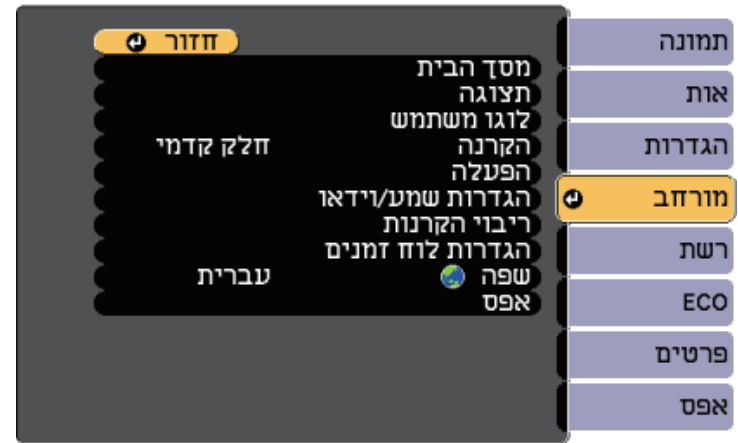 תמונה
אות
הגדרות
מורחב
רשת
ECO
פרטים
אפס
חזור
מסך הבית
תצוגה
לוגו משתמש
הקרנה חלק קדמי
הפעלה
הגדרות שמע/וידאו
ריבוי הקרנות
הגדרות לוח זמנים
שפה עברית
אפס